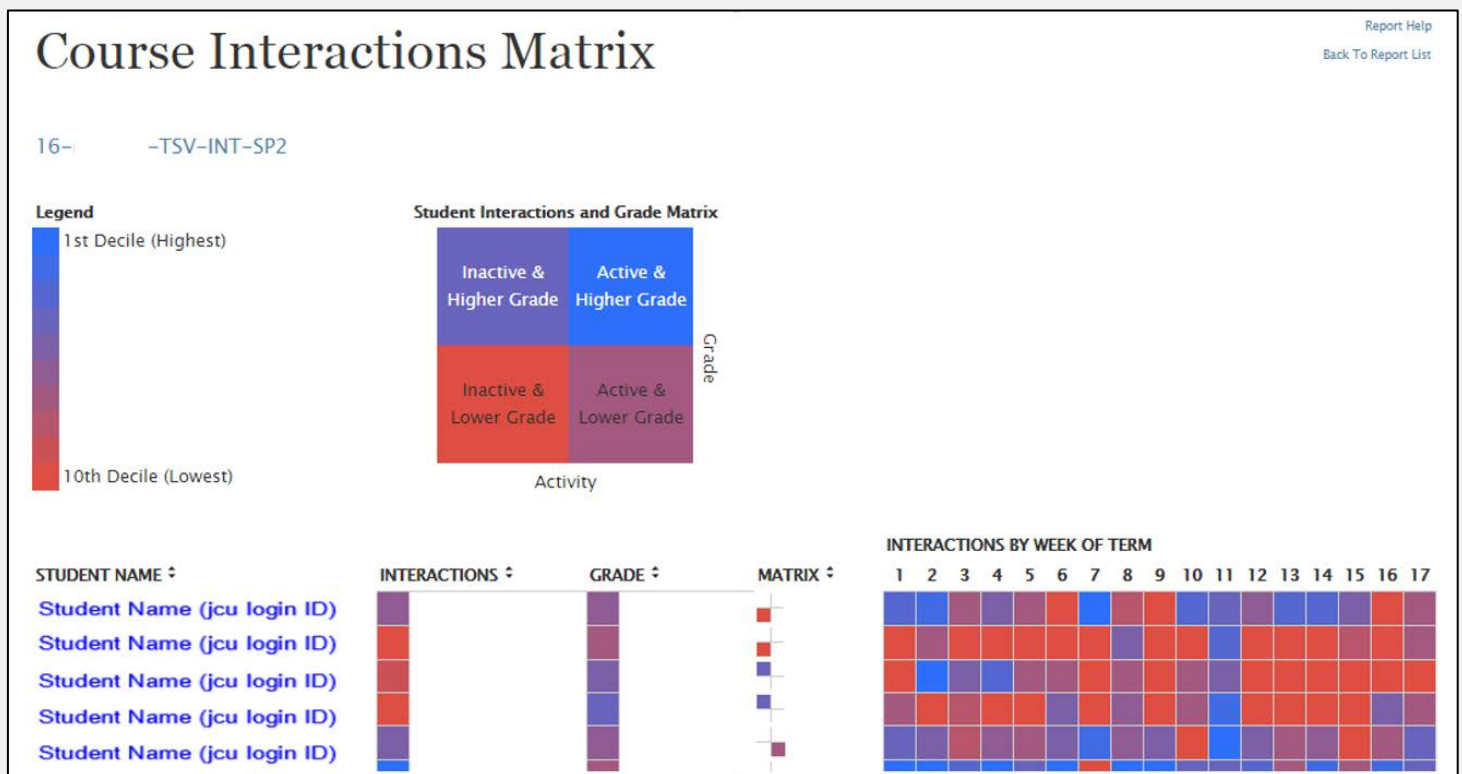 Course Interactions Matrix
Report Help
Back To Report List
16- -TSV-INT-SP2
Legend
1st Decile (Highest)
10th Decile (Lowest)
Student Interactions and Grade Matrix
Inactive & Higher Grade
Active & Higher Grade
Inactive & Lower Grade
Active & Lower Grade
Grade
Activity
INTERACTIONS BY WEEK OF TERM
STUDENT NAME INTERACTIONS GRADE MATRIX 1 2 3 4 5 6 7 8 9 10 11 12 13 14 15 16 17
Student Name (jcu login ID)
Student Name (jcu login ID)
Student Name (jcu login ID)
Student Name (jcu login ID)
Student Name (jcu login ID)